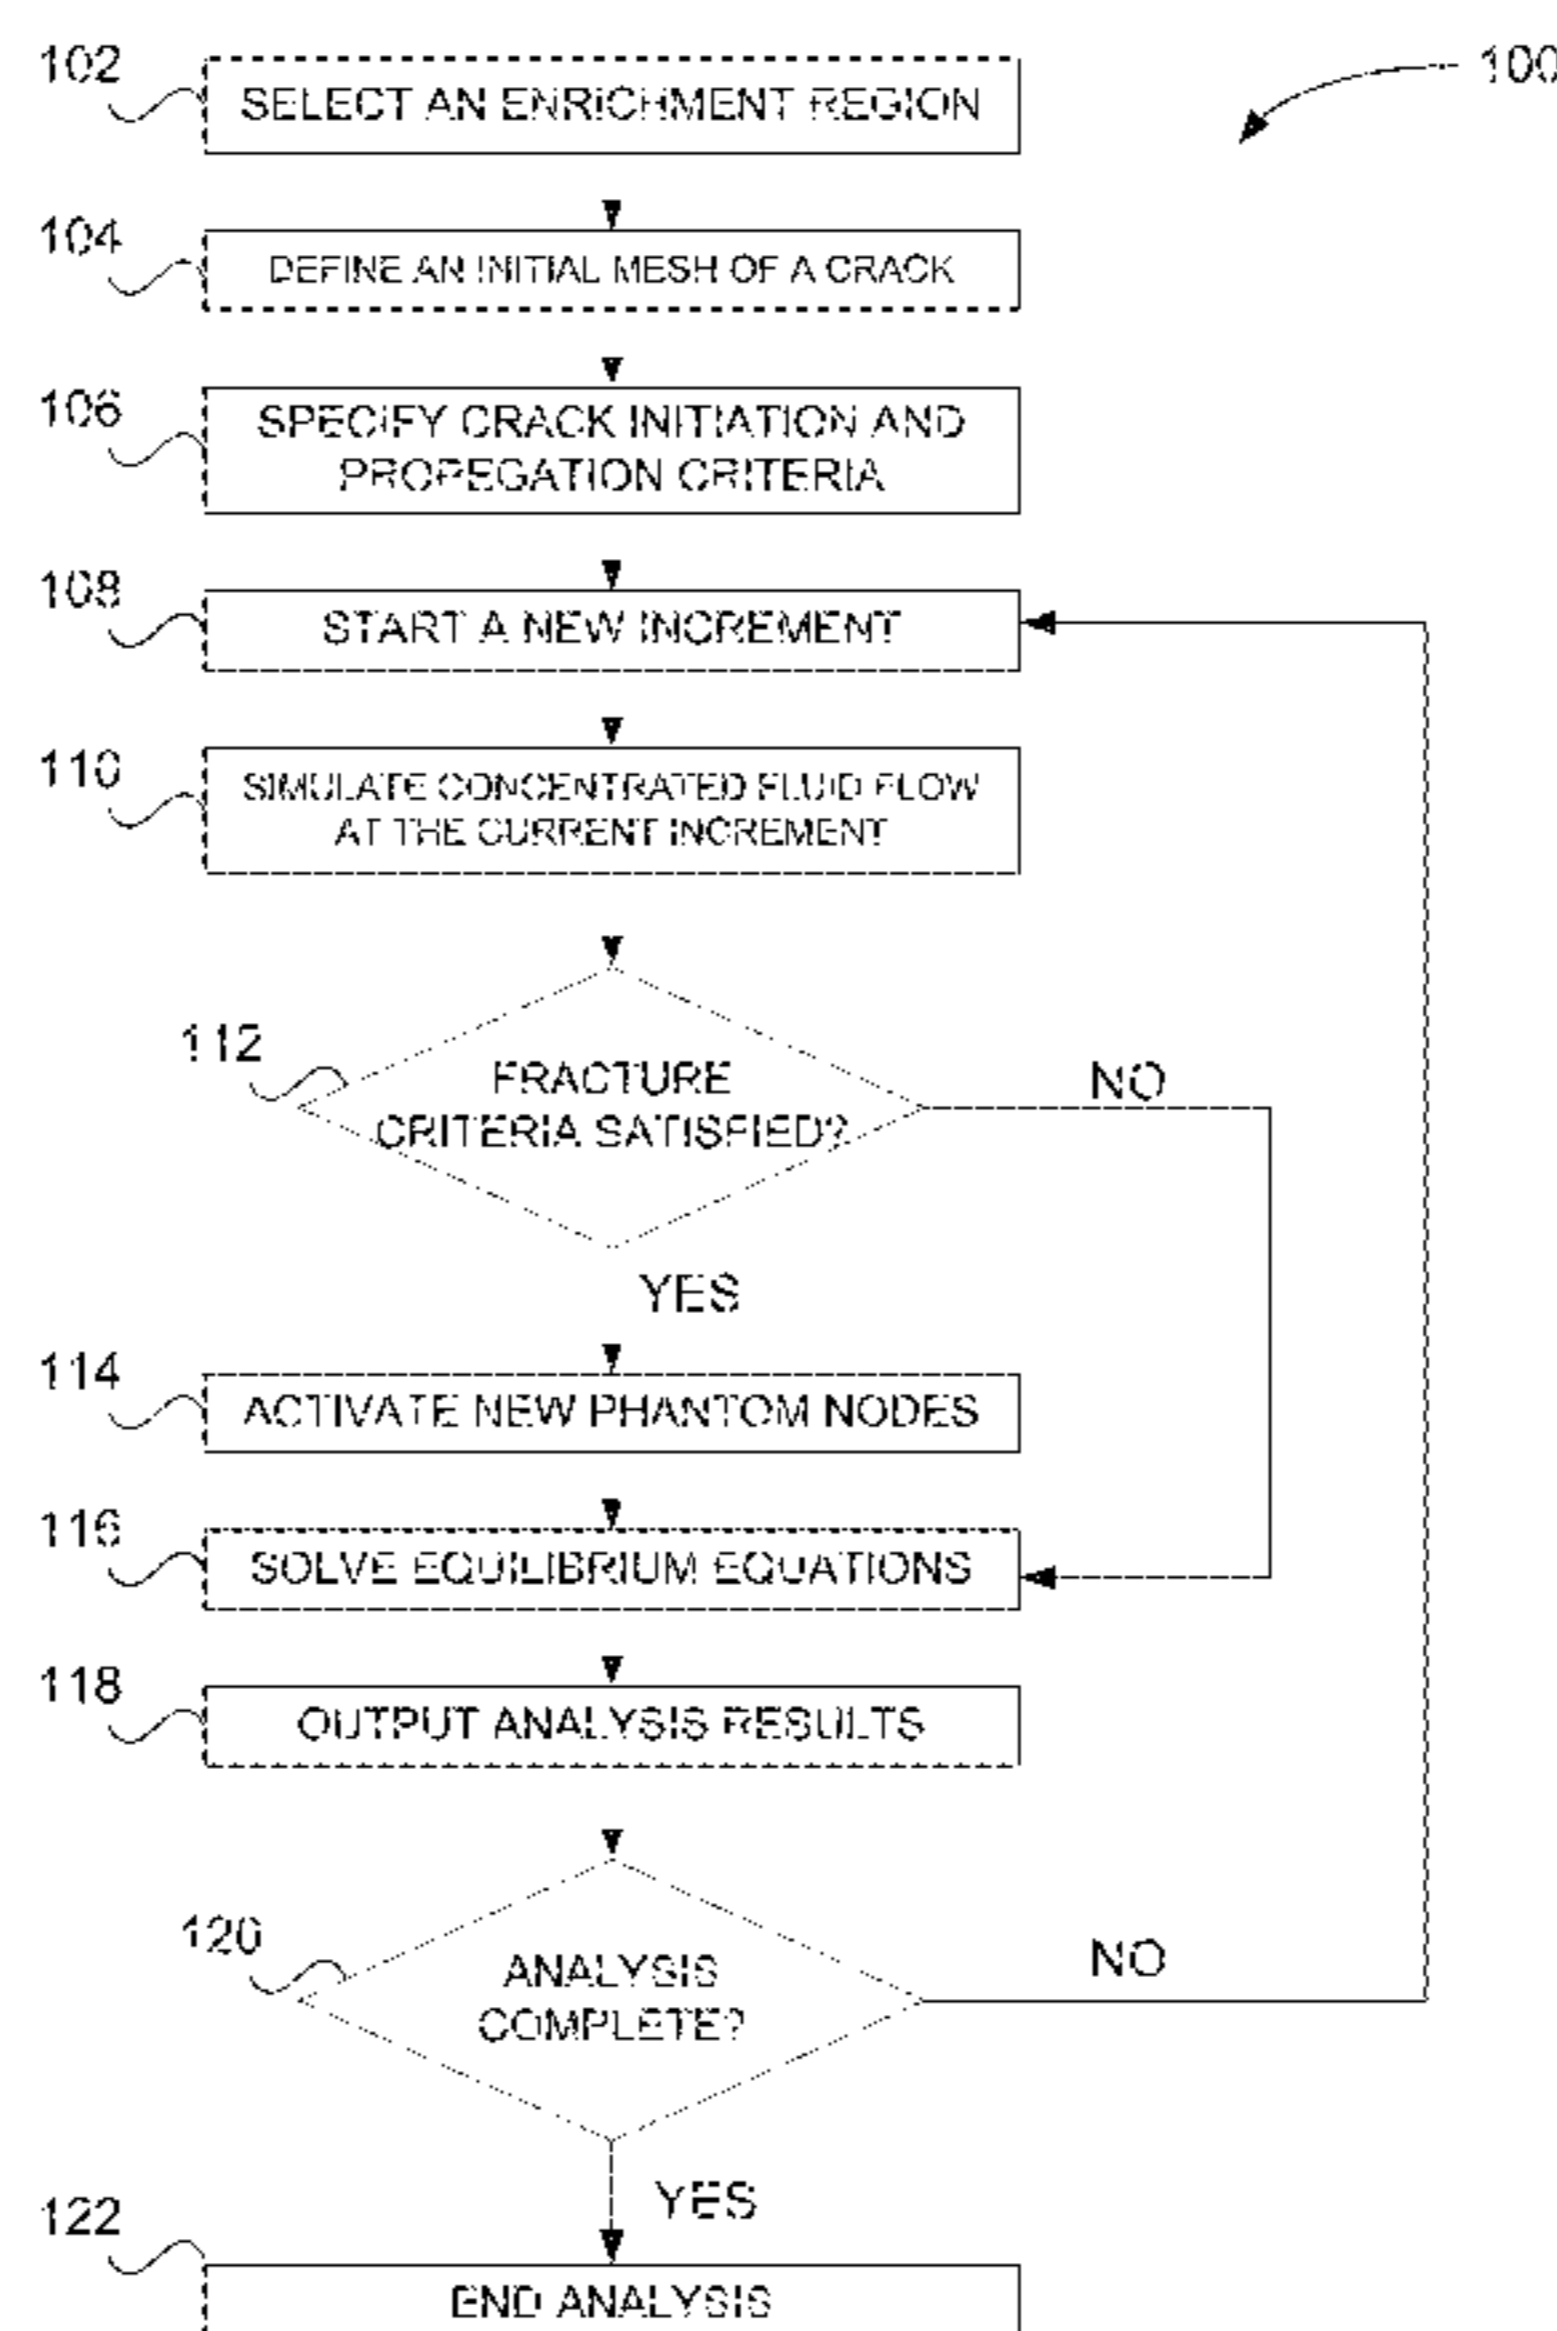 102
100
SELECT AN ENRICHMENT REGION
104
DEFINE AN INITIAL MESH OF A CRACK
106
SPECIFY CRACK INITIATION AND
PROPEGATION CRITERIA
108
START A NEW INCREMENT
110
SIMULATE CONCENTRATED FLUID FLOW
AT THE CURRENT INCREMENT
112
FRACTURE
CRITERIA SATISFIED?
NO
YES
114
ACTIVATE NEW PHANTOM NODES
116
SOLVE EQUILIBRIUM EQUATIONS
118
OUTPUT ANALYSIS RESULTS
120
ANALYSIS
COMPLETE?
NO
YES
122
END ANALYSIS